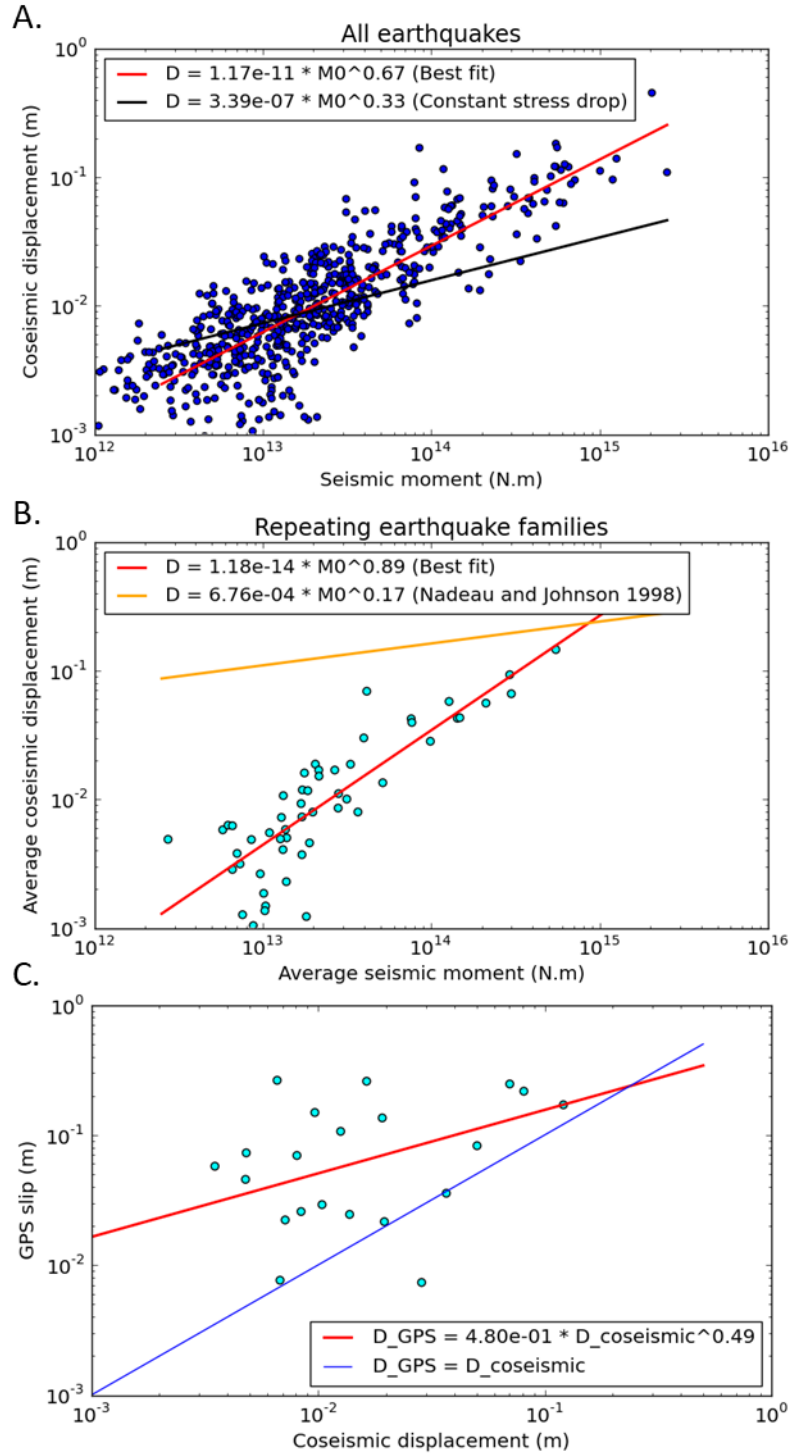 A.
All earthquakes
D = 1.17e-11 * M0^0.67 (Best fit)
D = 3.39e-07 * M0^0.33 (Constant stress drop)
10^0
10^-1
10^-2
10^-3
Coseismic displacement (m)
10^12
10^13
10^14
10^15
10^16
Seismic moment (N.m)
B.
Repeating earthquake families
D = 1.18e-14 * M0^0.89 (Best fit)
D = 6.76e-04 * M0^0.17 (Nadeau and Johnson 1998)
10^0
10^-1
10^-2
10^-3
Average coseismic displacement (m)
10^12
10^13
10^14
10^15
10^16
Average seismic moment (N.m)
C.
10^0
10^-1
10^-2
10^-3
GPS slip (m)
D_GPS = 4.80e-01 * D_coseismic^0.49
D_GPS = D_coseismic
10^-3
10^-2
10^-1
10^0
Coseismic displacement (m)